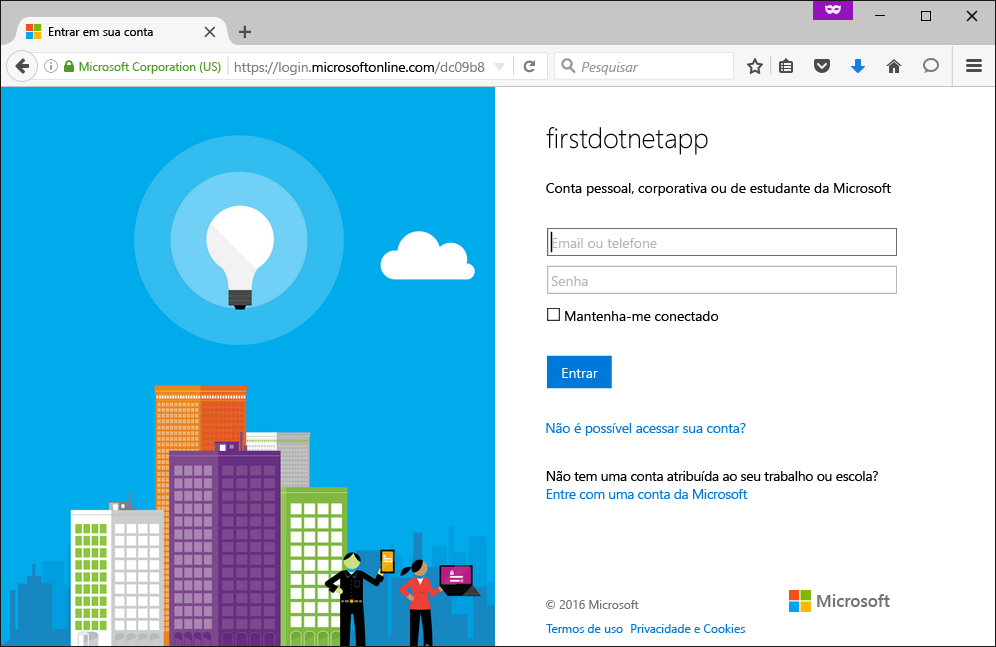 Entrar em sua conta
Microsoft Corporation (US)
https://login.microsoftonline.com/dc09b8
Pesquisar
firstdotnetapp
Conta pessoal, corporativa ou de estudante da Microsoft
Email ou telefone
Senha
Mantenha-me conectado
Entrar
Não é possível acessar sua conta?
Não tem uma conta atribuída ao seu trabalho ou escola?
Entre com uma conta da Microsoft
© 2016 Microsoft
Microsoft
Termos de uso Privacidade e Cookies